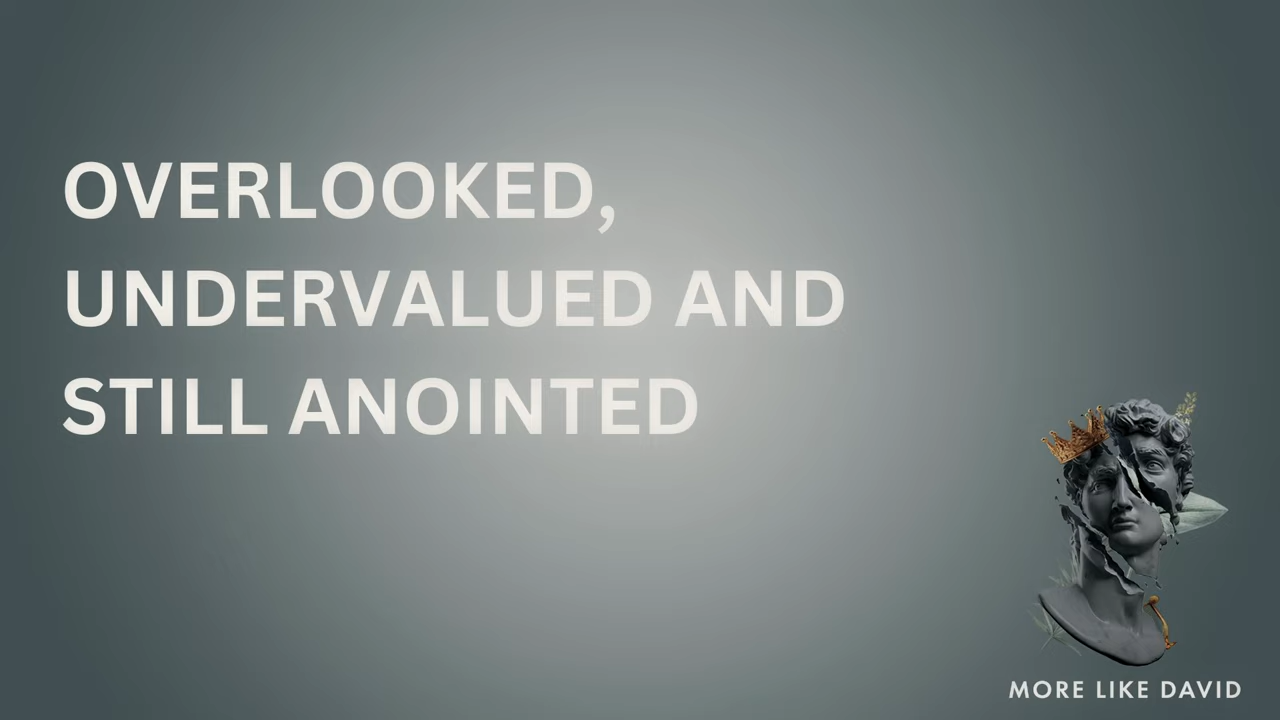 OVERLOOKED,
UNDERVALUED AND
STILL ANOINTED
MORE LIKE DAVID